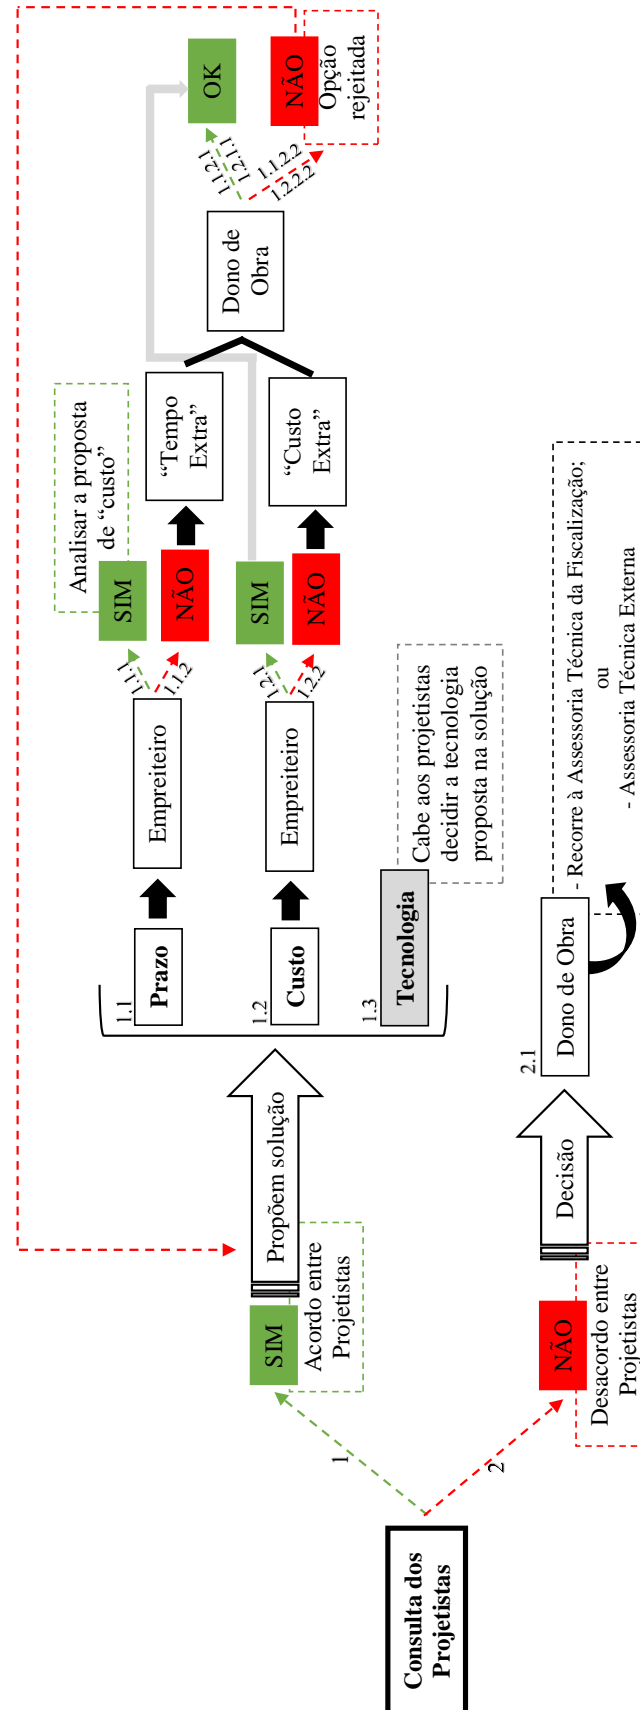 Consulta dos
Projetistas
1
2
SIM
Acordo entre
Projetistas
Propõem solução
1.1
Prazo
1.2
Custo
1.3
Tecnologia
Cabe aos projetistas
decidir a tecnologia
proposta na solução
Empreiteiro
1.1.1
1.1.2
SIM
Analisar a proposta
de “custo”
NÃO
“Tempo
Extra”
Empreiteiro
1.2.1
1.2.2
SIM
NÃO
“Custo
Extra”
Dono de
Obra
1.1.2.1
1.2.1.1
1.1.2.2
1.2.2.2
OK
NÃO
Opção
rejeitada
NÃO
Desacordo entre
Projetistas
Decisão
2.1
Dono de Obra
- Recorre à Assessoria Técnica da Fiscalização;
ou
- Assessoria Técnica Externa